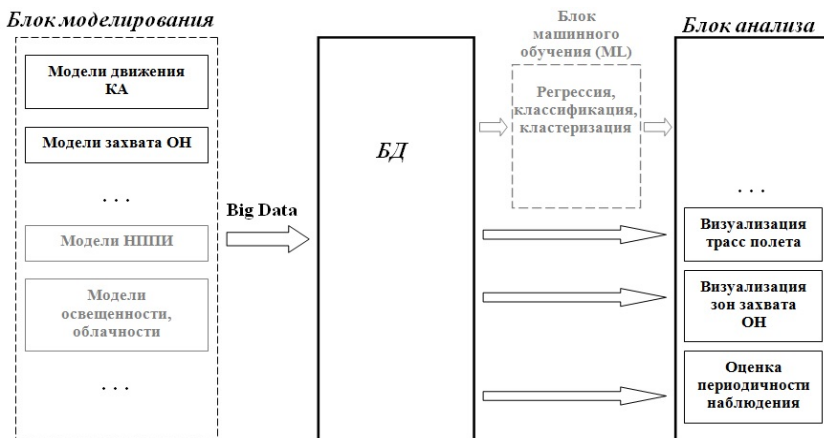 Блок моделирования
Модели движения
КА
Модели захвата ОН
. . .
Модели НППИ
Модели
освещенности,
облачности
. . .
Big Data
БД
Блок
машинного
обучения (ML)
Регрессия,
классификация,
кластеризация
Блок анализа
. . .
Визуализация
трасс полета
Визуализация
зон захвата
ОН
Оценка
периодичности
наблюдения